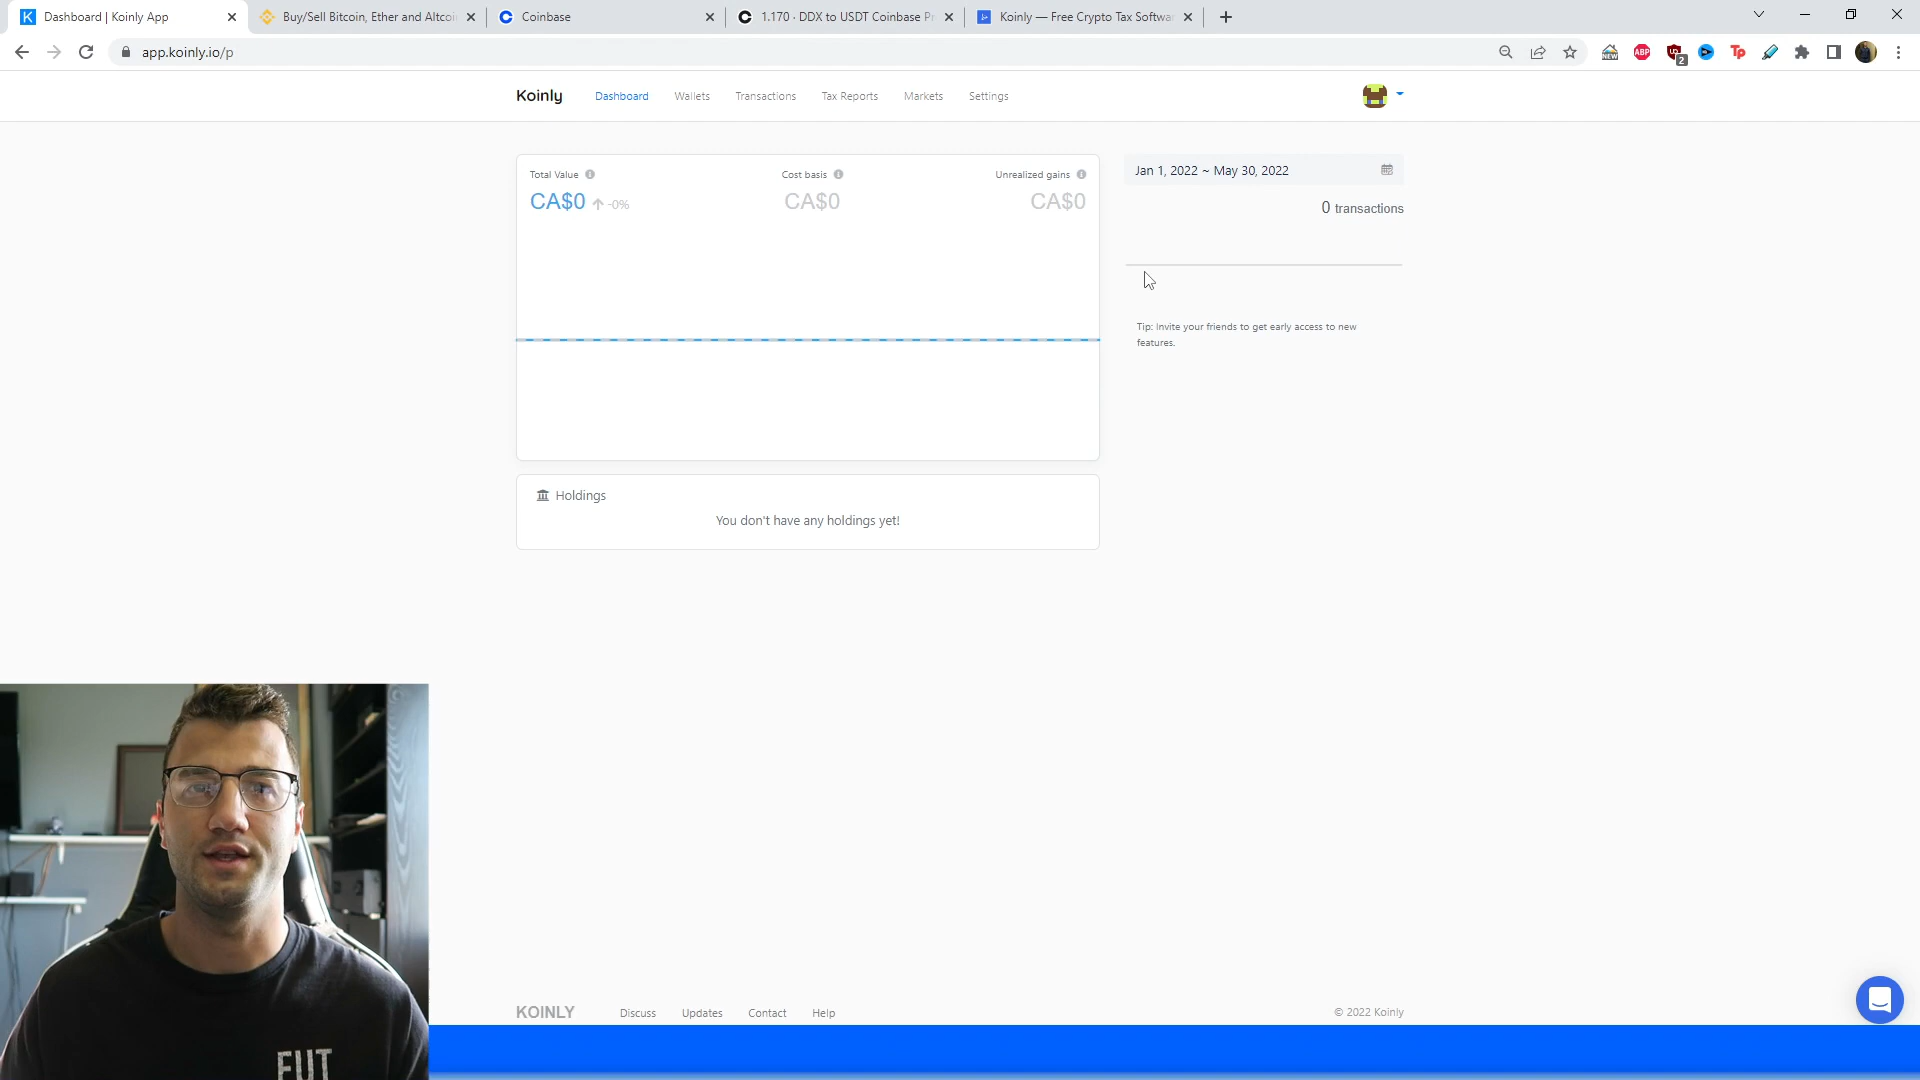 Dashboard | Koinly App
Buy/Sell Bitcoin, Ether and Altcoi
Coinbase
1.170 · DDX to USDT Coinbase P
Koinly — Free Crypto Tax Softwa
app.koinly.io/p
NEW
ABP
2
Tp
Koinly
Dashboard
Wallets
Transactions
Tax Reports
Markets
Settings
Total Value
Cost basis
Unrealized gains
CA$0
-0%
CA$0
CA$0
Jan 1, 2022 ~ May 30, 2022
0 transactions
Tip: Invite your friends to get early access to new
features.
Holdings
You don't have any holdings yet!
FUT
KOINLY
Discuss
Updates
Contact
Help
© 2022 Koinly